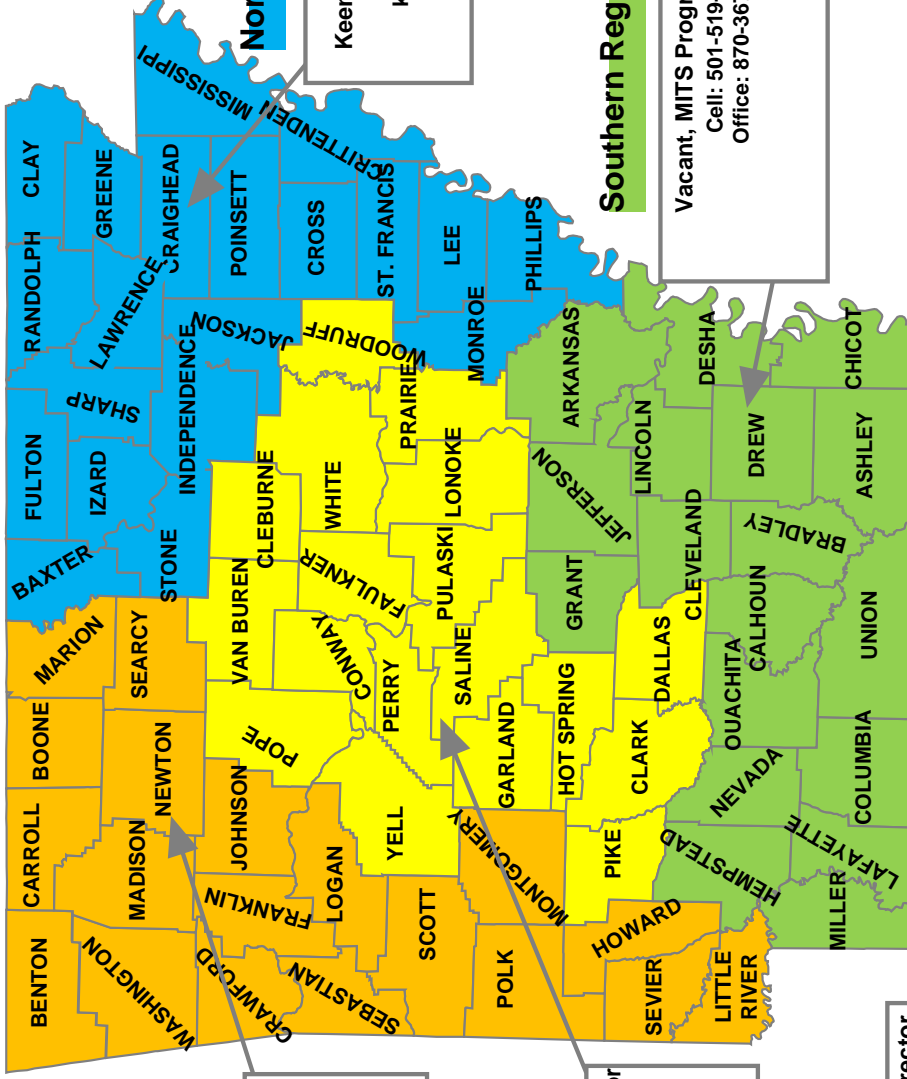 CLAY
RANDOLPH
GREENE
LAWRENCE
CRAIGHEAD
MISSISSIPPI
POINSETT
CRITTENDEN
CROSS
ST. FRANCIS
LEE
PHILLIPS
MONROE
JACKSON
INDEPENDENCE
SHARP
FULTON
IZARD
BAXTER
STONE
WOODRUFF
PRAIRIE
WHITE
LONOKE
CLEBURNE
VAN BUREN
FAULKNER
PULASKI
CONWAY
PERRY
SALINE
POPE
YELL
GARLAND
HOT SPRING
DALLAS
CLARK
PIKE
MARION
SEARCY
BOONE
NEWTON
CARROLL
MADISON
JOHNSON
BENTON
WASHINGTON
FRANKLIN
CRAWFORD
LOGAN
SEBASTIAN
SCOTT
MONTGOMERY
POLK
HOWARD
SEVIER
LITTLE
RIVER
ARKANSAS
JEFFERSON
GRANT
LINCOLN
DESHA
CLEVELAND
DREW
CHICOT
BRADLEY
ASHLEY
CALHOUN
OUACHITA
UNION
NEVADA
COLUMBIA
HEMPSTEAD
LAFAYETTE
MILLER
Nor
Keer
k
Southern Reg
Vacant, MITS Progr
Cell: 501-519-
Office: 870-367
or
rector